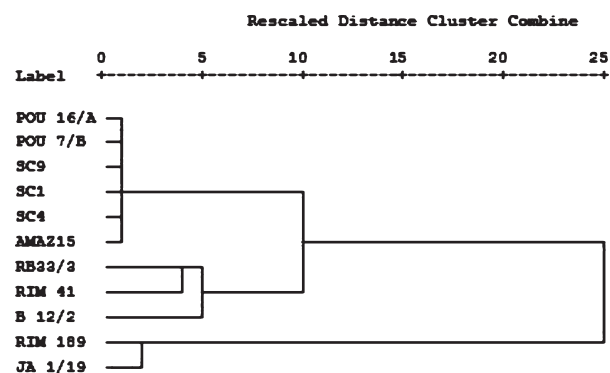 Rescaled Distance Cluster Combine
0 5 10 15 20 25
Label
POU 16/A
POU 7/B
SC9
SC1
SC4
AMAZ15
RB33/3
RIM 41
B 12/2
RIM 189
JA 1/19